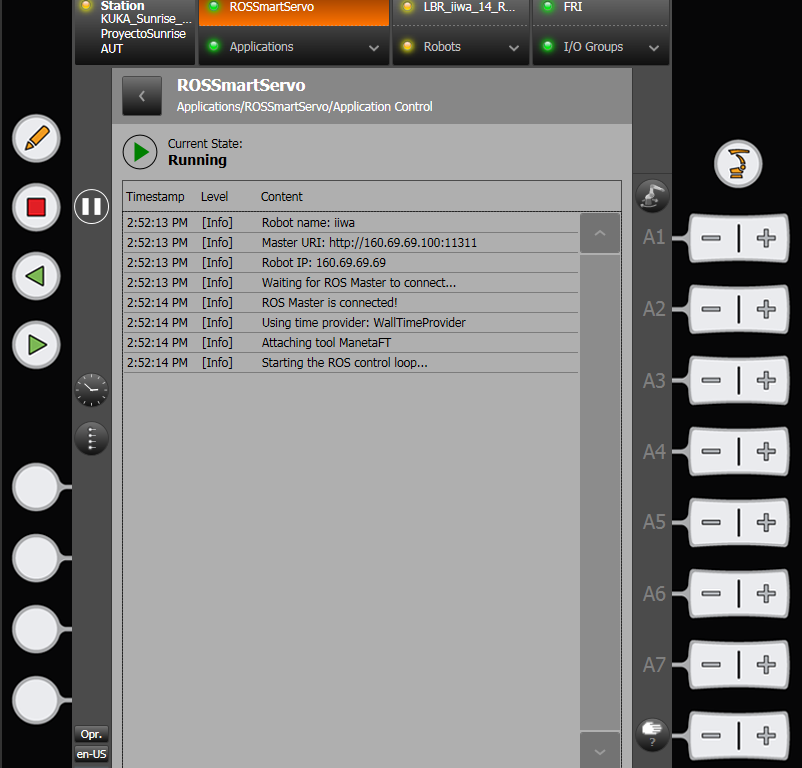 Station
KUKA_Sunrise_...
ProyectoSunrise
AUT
ROSSmartServo
Applications
LBR_iiwa_14_R...
Robots
FRI
I/O Groups
ROSSmartServo
Applications/ROSSmartServo/Application Control
Current State:
Running
Timestamp Level Content
2:52:13 PM [Info] Robot name: iiwa
2:52:13 PM [Info] Master URI: http://160.69.69.100:11311
2:52:13 PM [Info] Robot IP: 160.69.69.69
2:52:13 PM [Info] Waiting for ROS Master to connect...
2:52:14 PM [Info] ROS Master is connected!
2:52:14 PM [Info] Using time provider: WallTimeProvider
2:52:14 PM [Info] Attaching tool ManetaFT
2:52:14 PM [Info] Starting the ROS control loop...
A1
A2
A3
A4
A5
A6
A7
?
Opr.
en-US